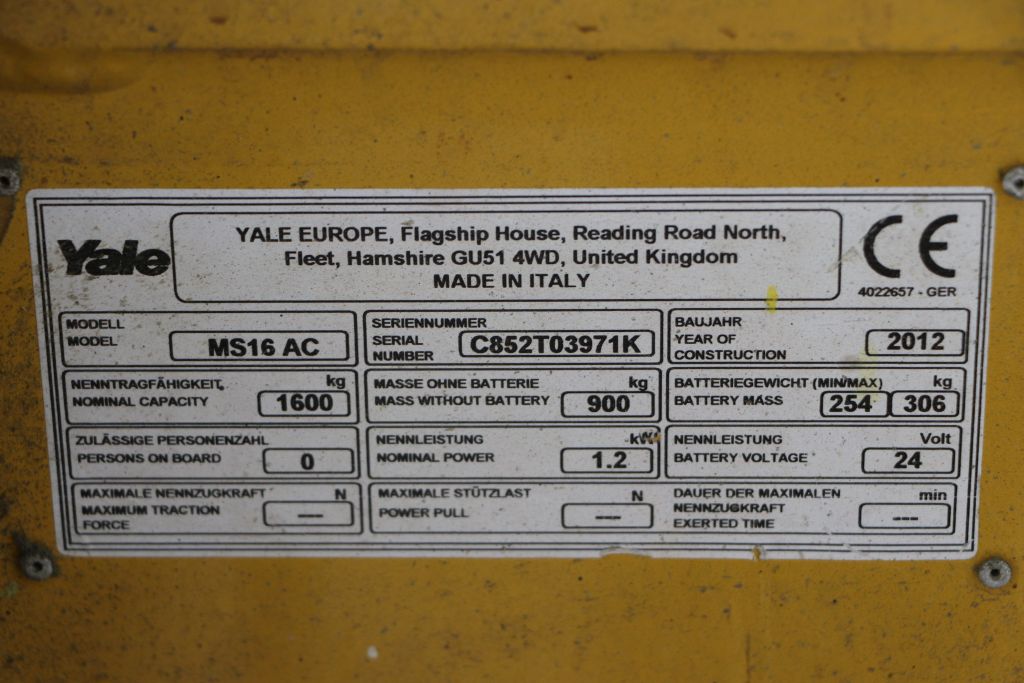 Yale
YALE EUROPE, Flagship House, Reading Road North,
Fleet, Hamshire GU51 4WD, United Kingdom
MADE IN ITALY
CE
4022657 - GER
MODELL
MODEL
MS16 AC
SERIENNUMMER
SERIAL
NUMBER
C852T03971K
BAUJAHR
YEAR OF
CONSTRUCTION
2012
NENNTRAGFÄHIGKEIT kg
NOMINAL CAPACITY 1600
MASSE OHNE BATTERIE kg
MASS WITHOUT BATTERY 900
BATTERIEGEWICHT (MIN/MAX) kg
BATTERY MASS 254 306
ZULÄSSIGE PERSONENZAHL
PERSONS ON BOARD 0
NENNLEISTUNG kW
NOMINAL POWER 1.2
NENNLEISTUNG Volt
BATTERY VOLTAGE 24
MAXIMALE NENNZUGKRAFT N
MAXIMUM TRACTION
FORCE ---
MAXIMALE STÜTZLAST N
POWER PULL ---
DAUER DER MAXIMALEN min
NENNZUGKRAFT
EXERTED TIME ---